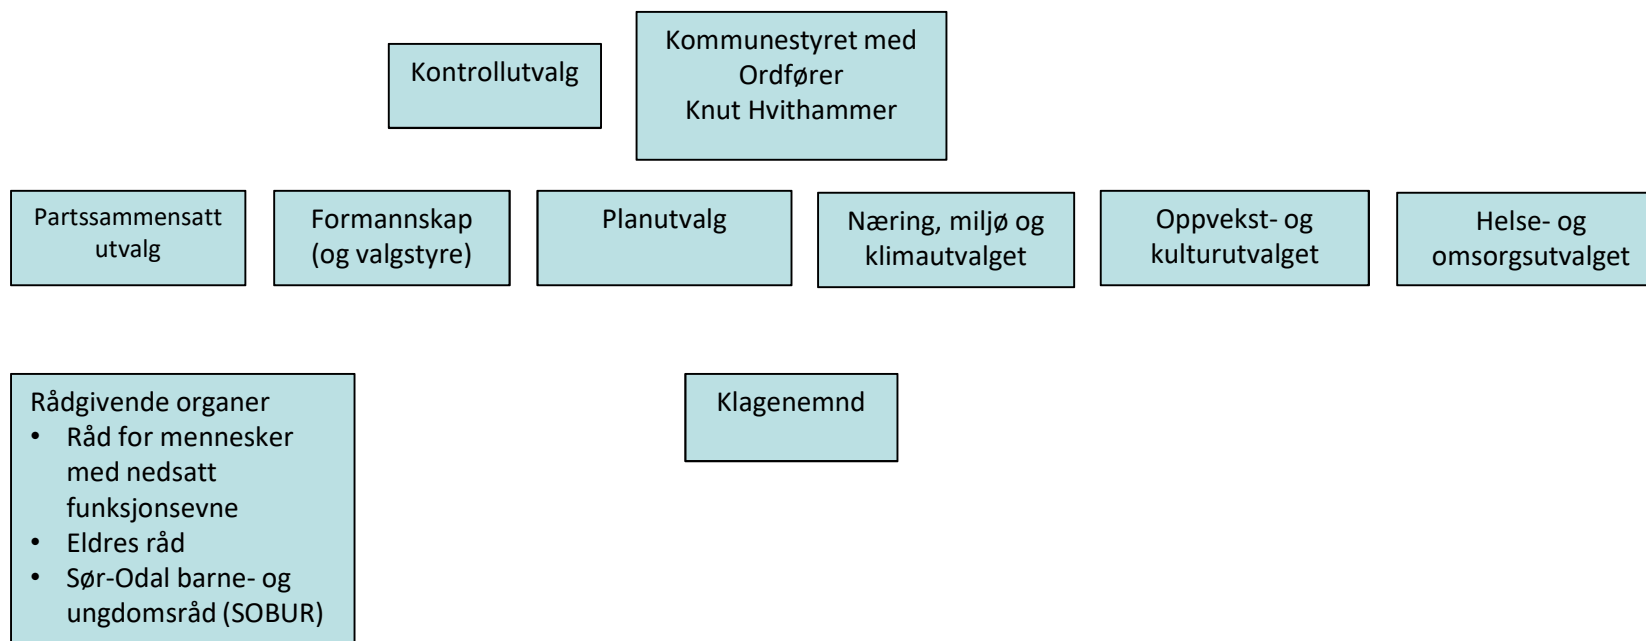 Kontrollutvalg
Kommunestyret med
Ordfører
Knut Hvithammer
Partssammensatt
utvalg
Formannskap
(og valgstyre)
Planutvalg
Næring, miljø og
klimautvalget
Oppvekst- og
kulturutvalget
Helse- og
omsorgsutvalget
Rådgivende organer
• Råd for mennesker
med nedsatt
funksjonsevne
• Eldres råd
• Sør-Odal barne- og
ungdomsråd (SOBUR)
Klagenemnd